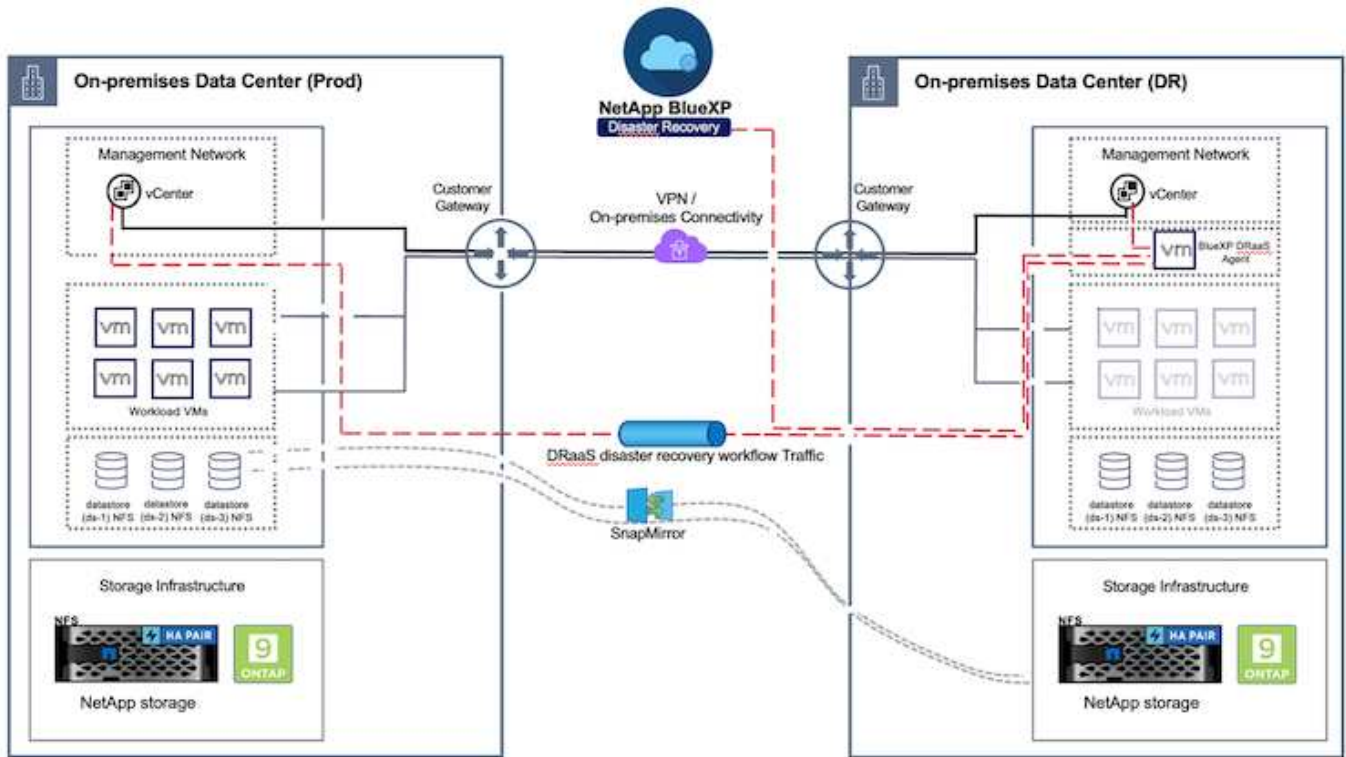 NetApp BlueXP
Disaster Recovery
On-premises Data Center (Prod)
Management Network
vCenter
vm vm vm
vm vm vm
Workload VMs
datastore datastore datastore
(ds-1) NFS (ds-2) NFS (ds-3) NFS
Storage Infrastructure
NFS
HA PAIR
9
ONTAP
NetApp storage
Customer
Gateway
VPN /
On-premises Connectivity
Customer
Gateway
DRaaS disaster recovery workflow Traffic
SnapMirror
On-premises Data Center (DR)
Management Network
vCenter
vm
BlueXP DRaaS
Agent
vm vm vm
vm vm vm
Workload VMs
datastore datastore datastore
(ds-1) NFS (ds-2) NFS (ds-3) NFS
Storage Infrastructure
NFS
HA PAIR
9
ONTAP
NetApp storage